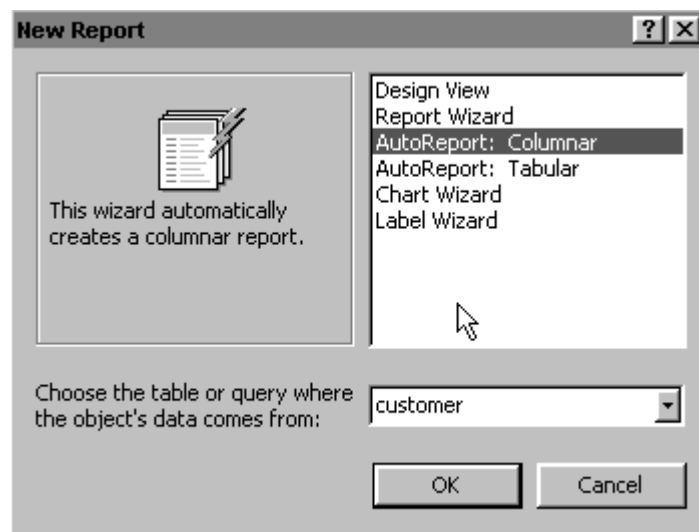 New Report
This wizard automatically
creates a columnar report.
Design View
Report Wizard
AutoReport: Columnar
AutoReport: Tabular
Chart Wizard
Label Wizard
Choose the table or query where
the object's data comes from:
customer
OK
Cancel